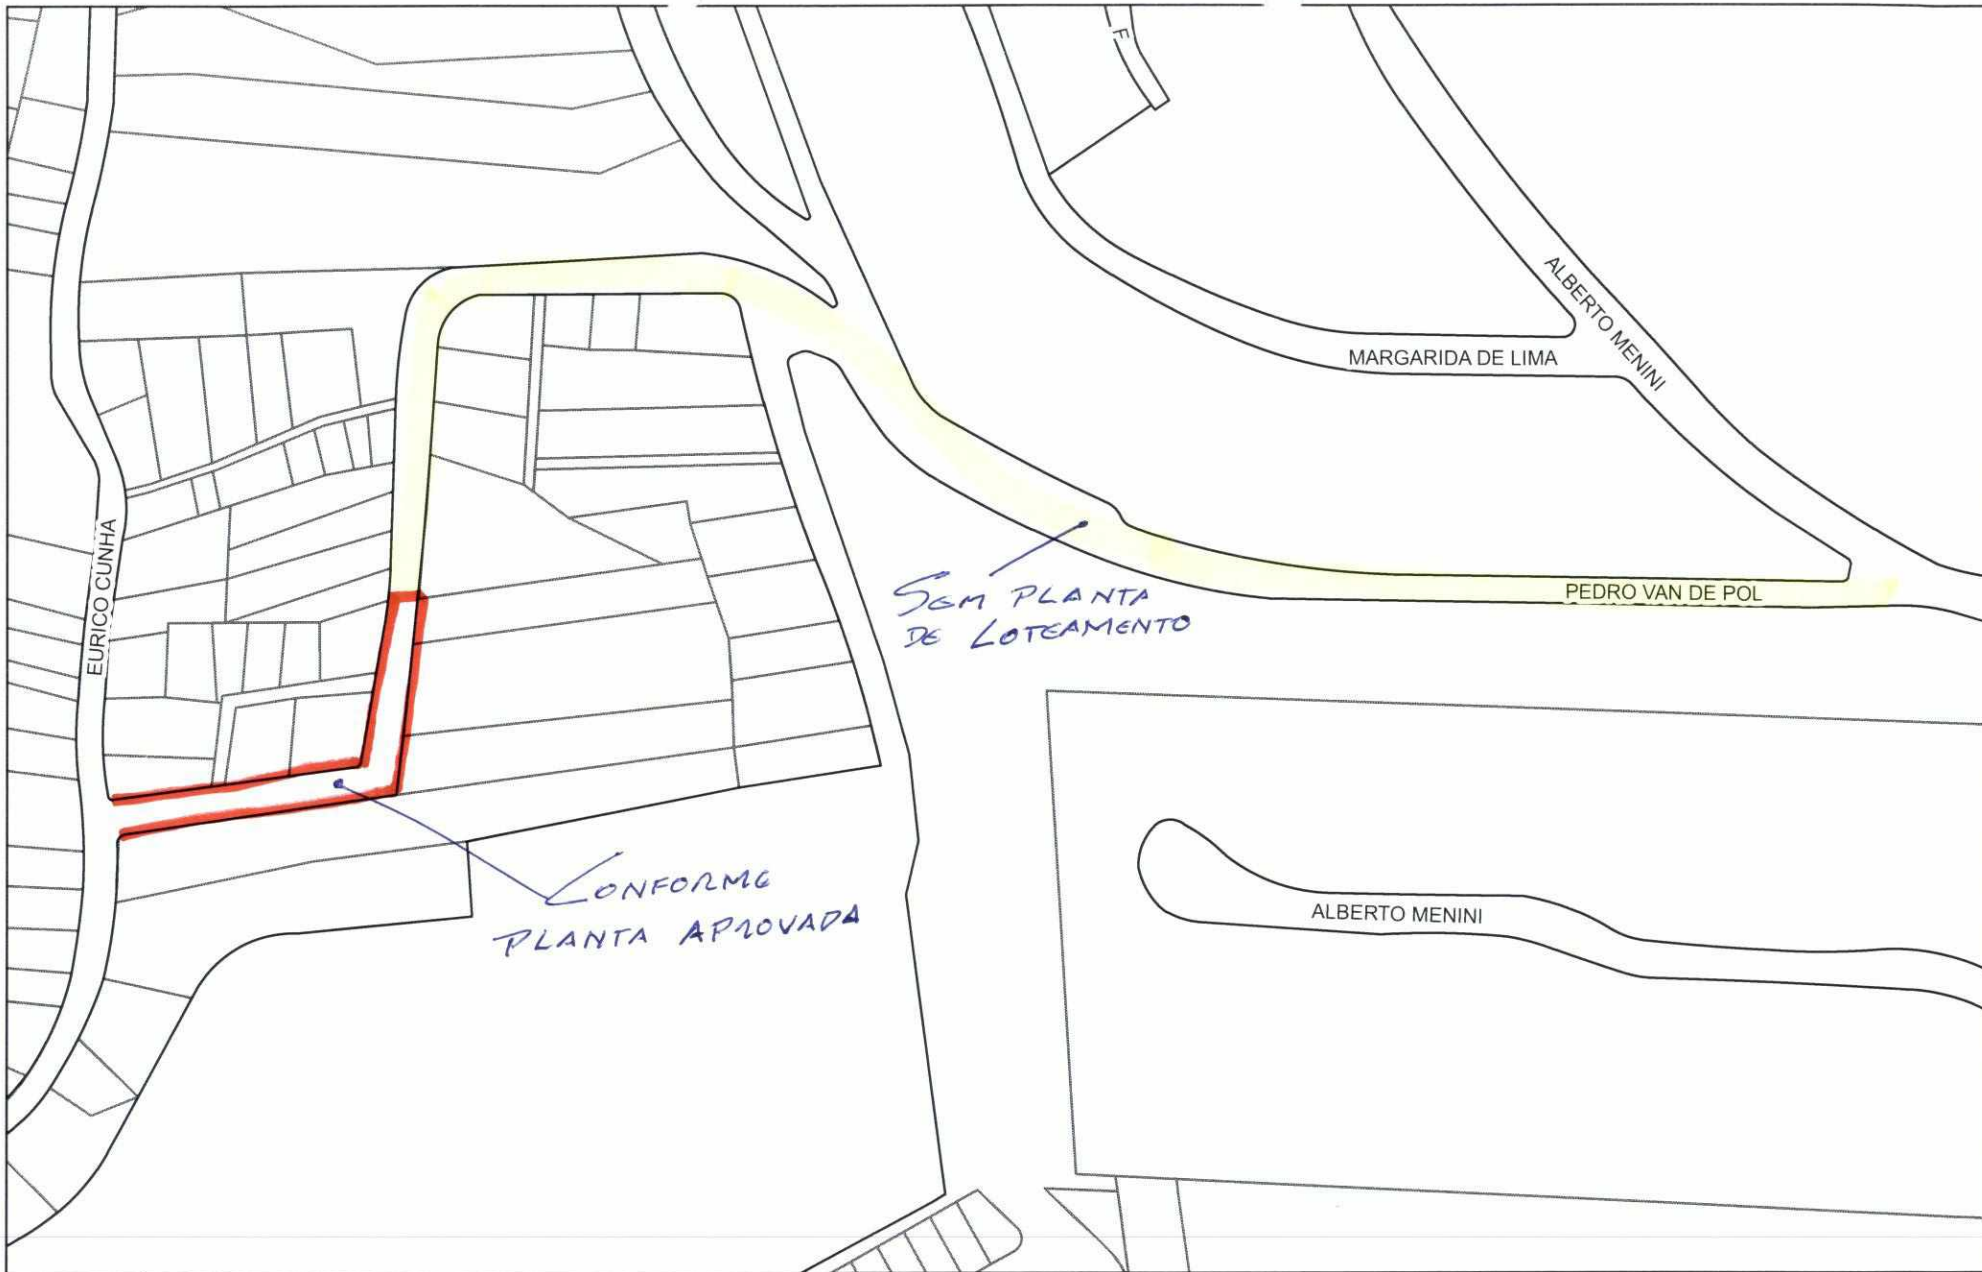 F
ALBERTO MENINI
MARGARIDA DE LIMA
EURICO CUNHA
PEDRO VAN DE POL
SEM PLANTA
DE LOTEAMENTO
ALBERTO MENINI
CONFORME
PLANTA APROVADA